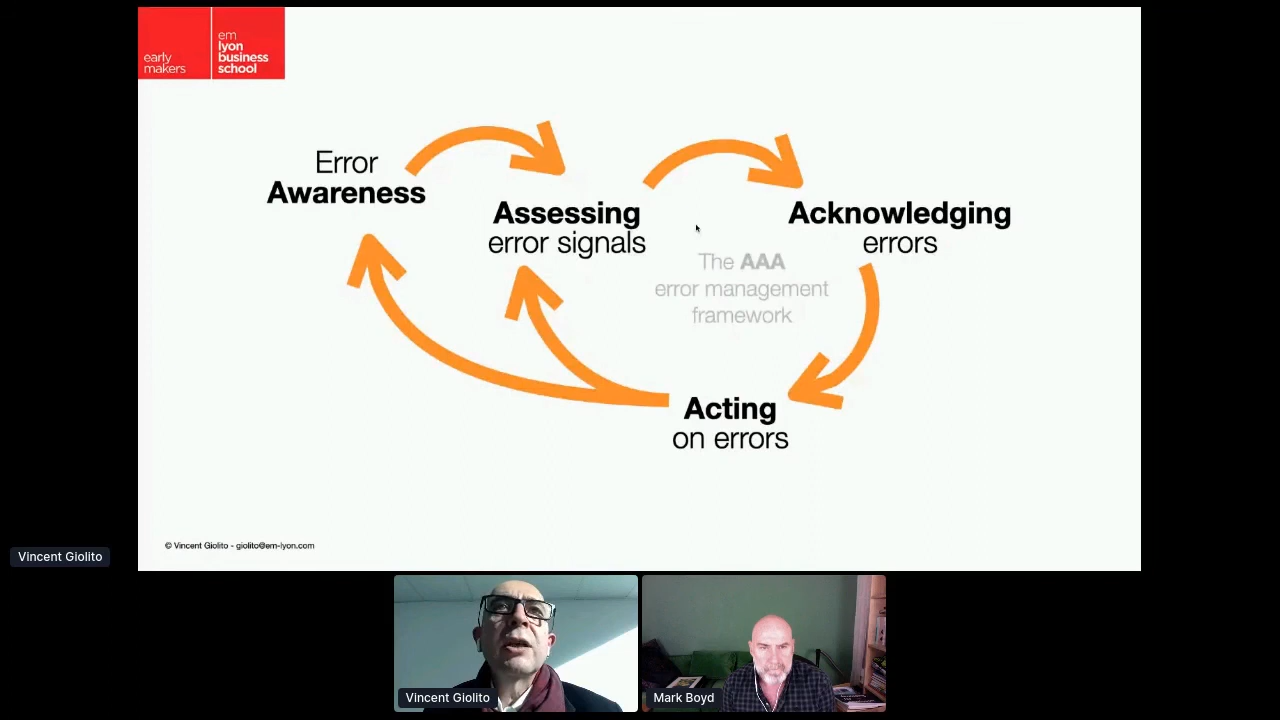 early
makers
em
lyon
business
school
Error
Awareness
Assessing
error signals
Acknowledging
errors
The AAA
error management
framework
Acting
on errors
© Vincent Giolito - giolito@em-lyon.com
Vincent Giolito
Vincent Giolito
Mark Boyd